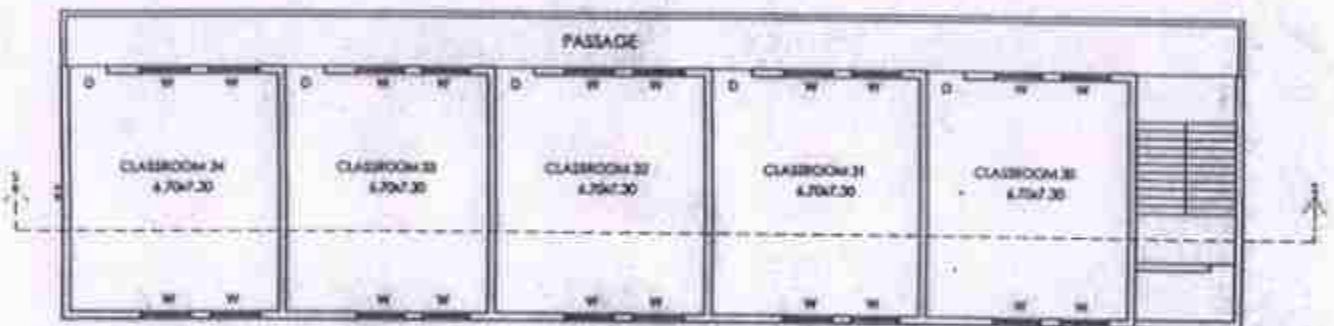 PASSAGE
D W W D W W D W W D W W D W W
CLASSROOM 34
6.70x7.30
CLASSROOM 33
6.70x7.30
CLASSROOM 32
6.70x7.30
CLASSROOM 31
6.70x7.30
CLASSROOM 30
6.70x7.30
W W W W W W W W W W